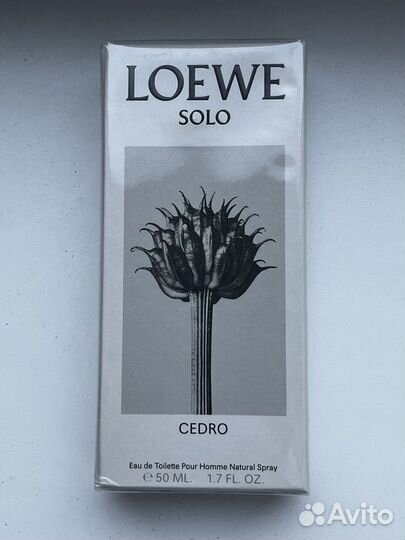 LOEWE
SOLO
CEDRO
Eau de Toilette Pour Homme Natural Spray
℮ 50 ML. 1.7 FL. OZ.
Avito